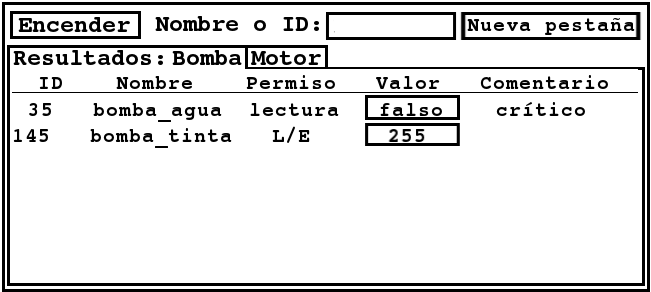 Encender Nombre o ID: Nueva pestaña
Resultados: Bomba Motor
ID Nombre Permiso Valor Comentario
35 bomba_agua lectura falso crítico
145 bomba_tinta L/E 255